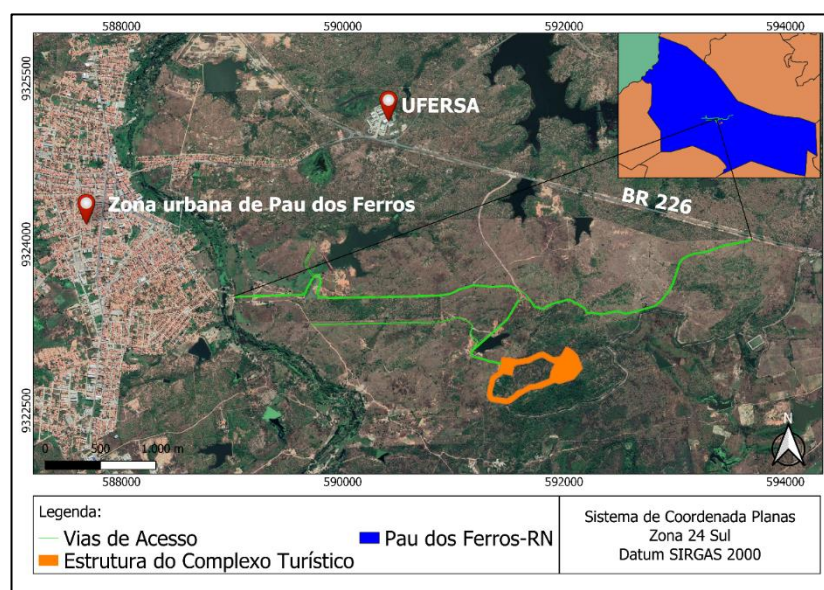 588000 590000 592000 594000
9325500
UFERSA
Zona urbana de Pau dos Ferros
BR 226
9324000
9322500
N
0 500 1.000 m
588000 590000 592000 594000
Legenda:
Vias de Acesso
Pau dos Ferros-RN
Estrutura do Complexo Turístico
Sistema de Coordenada Planas
Zona 24 Sul
Datum SIRGAS 2000